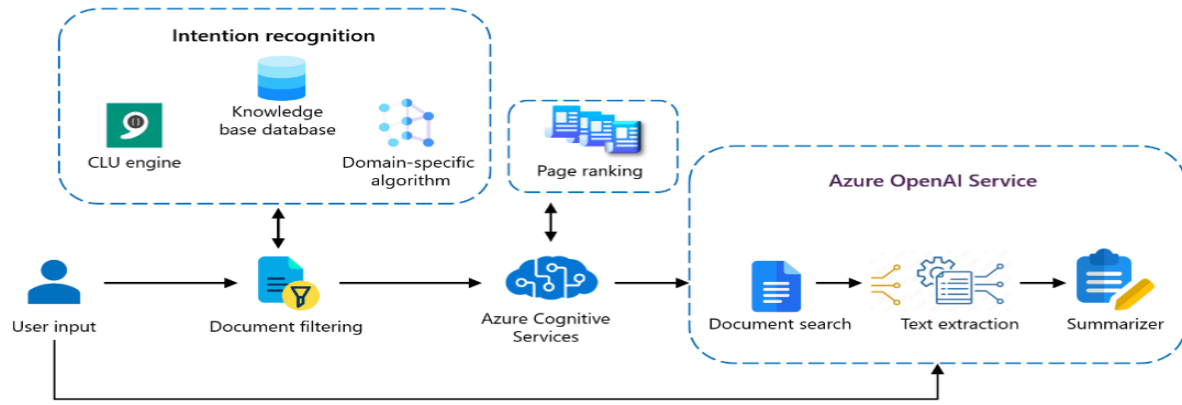 Intention recognition
Knowledge
base database
CLU engine
Domain-specific
algorithm
Page ranking
Azure OpenAI Service
User input
Document filtering
Azure Cognitive
Services
Document search
Text extraction
Summarizer